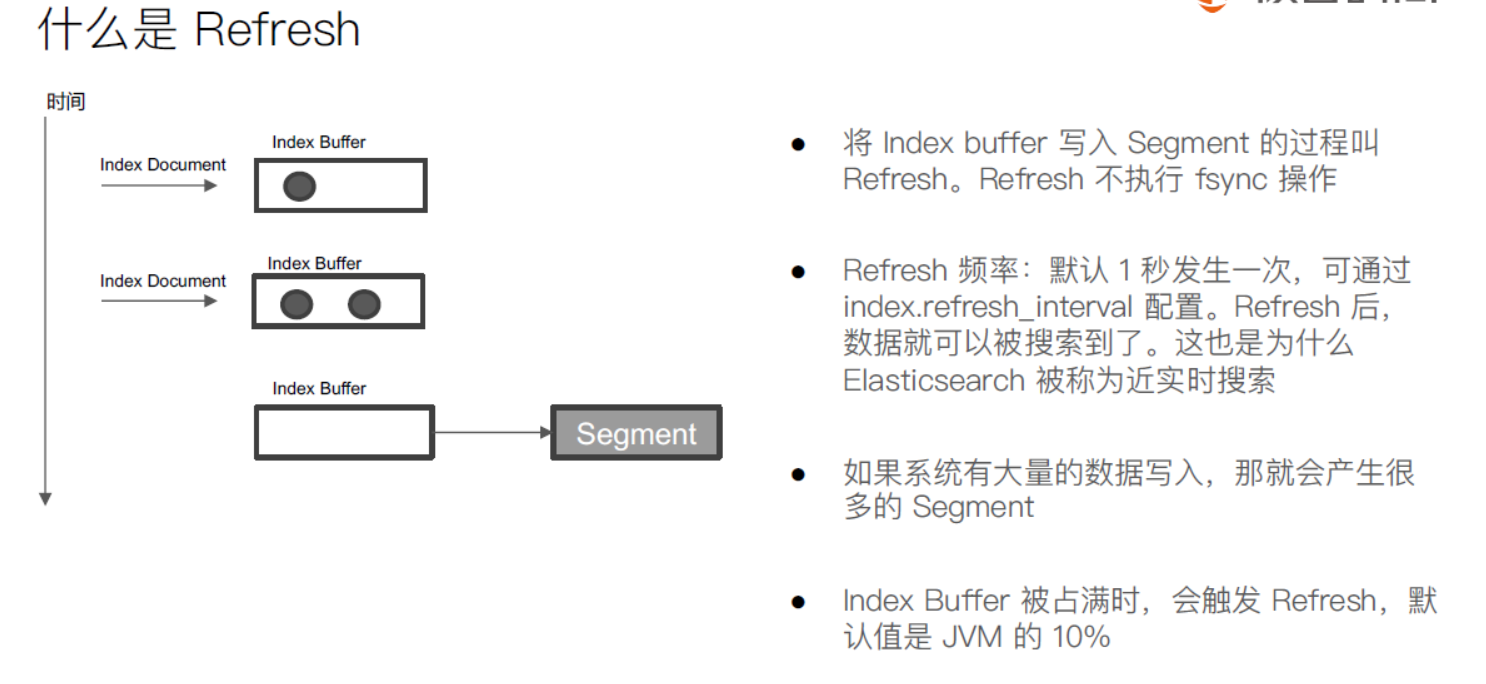 什么是 Refresh
时间
Index Buffer
Index Document
Index Buffer
Index Document
Index Buffer
Segment
● 将 Index buffer 写入 Segment 的过程叫
Refresh。Refresh 不执行 fsync 操作
● Refresh 频率：默认 1 秒发生一次，可通过
index.refresh_interval 配置。Refresh 后，
数据就可以被搜索到了。这也是为什么
Elasticsearch 被称为近实时搜索
● 如果系统有大量的数据写入，那就会产生很
多的 Segment
● Index Buffer 被占满时，会触发 Refresh，默
认值是 JVM 的 10%